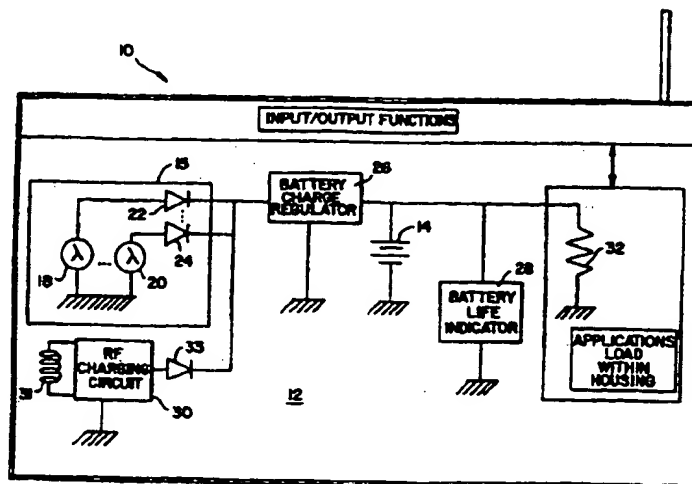 10
INPUT/OUTPUT FUNCTIONS
15
22
24
18
20
BATTERY
CHARGE
REGULATOR
26
14
28
BATTERY
LIFE
INDICATOR
32
APPLICATIONS
LOAD
WITHIN
HOUSING
31
RF
CHARGING
CIRCUIT
33
30
12
λ
λ